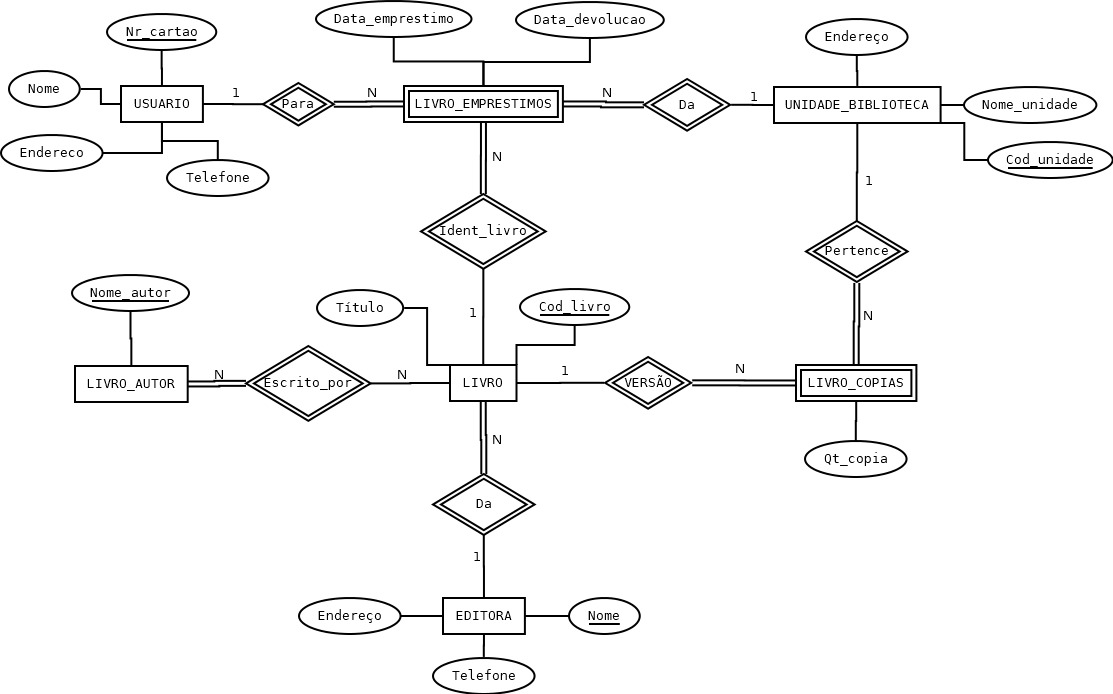 Data_emprestimo
Data_devolucao
Nr_cartao
Endereço
Nome
1
N
N
1
USUARIO
Para
LIVRO_EMPRESTIMOS
Da
UNIDADE_BIBLIOTECA
Nome_unidade
Endereco
N
Cod_unidade
Telefone
1
Ident_livro
Pertence
Nome_autor
Título
Cod_livro
1
N
N
N
1
N
LIVRO_AUTOR
Escrito_por
LIVRO
VERSÃO
LIVRO_COPIAS
N
Qt_copia
Da
1
Endereço
EDITORA
Nome
Telefone